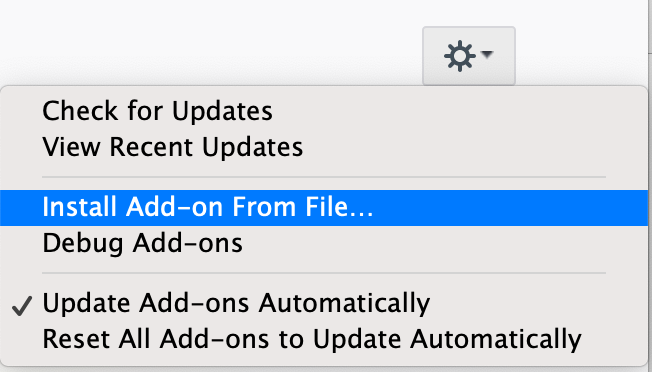 Check for Updates
View Recent Updates
Install Add-on From File...
Debug Add-ons
Update Add-ons Automatically
Reset All Add-ons to Update Automatically